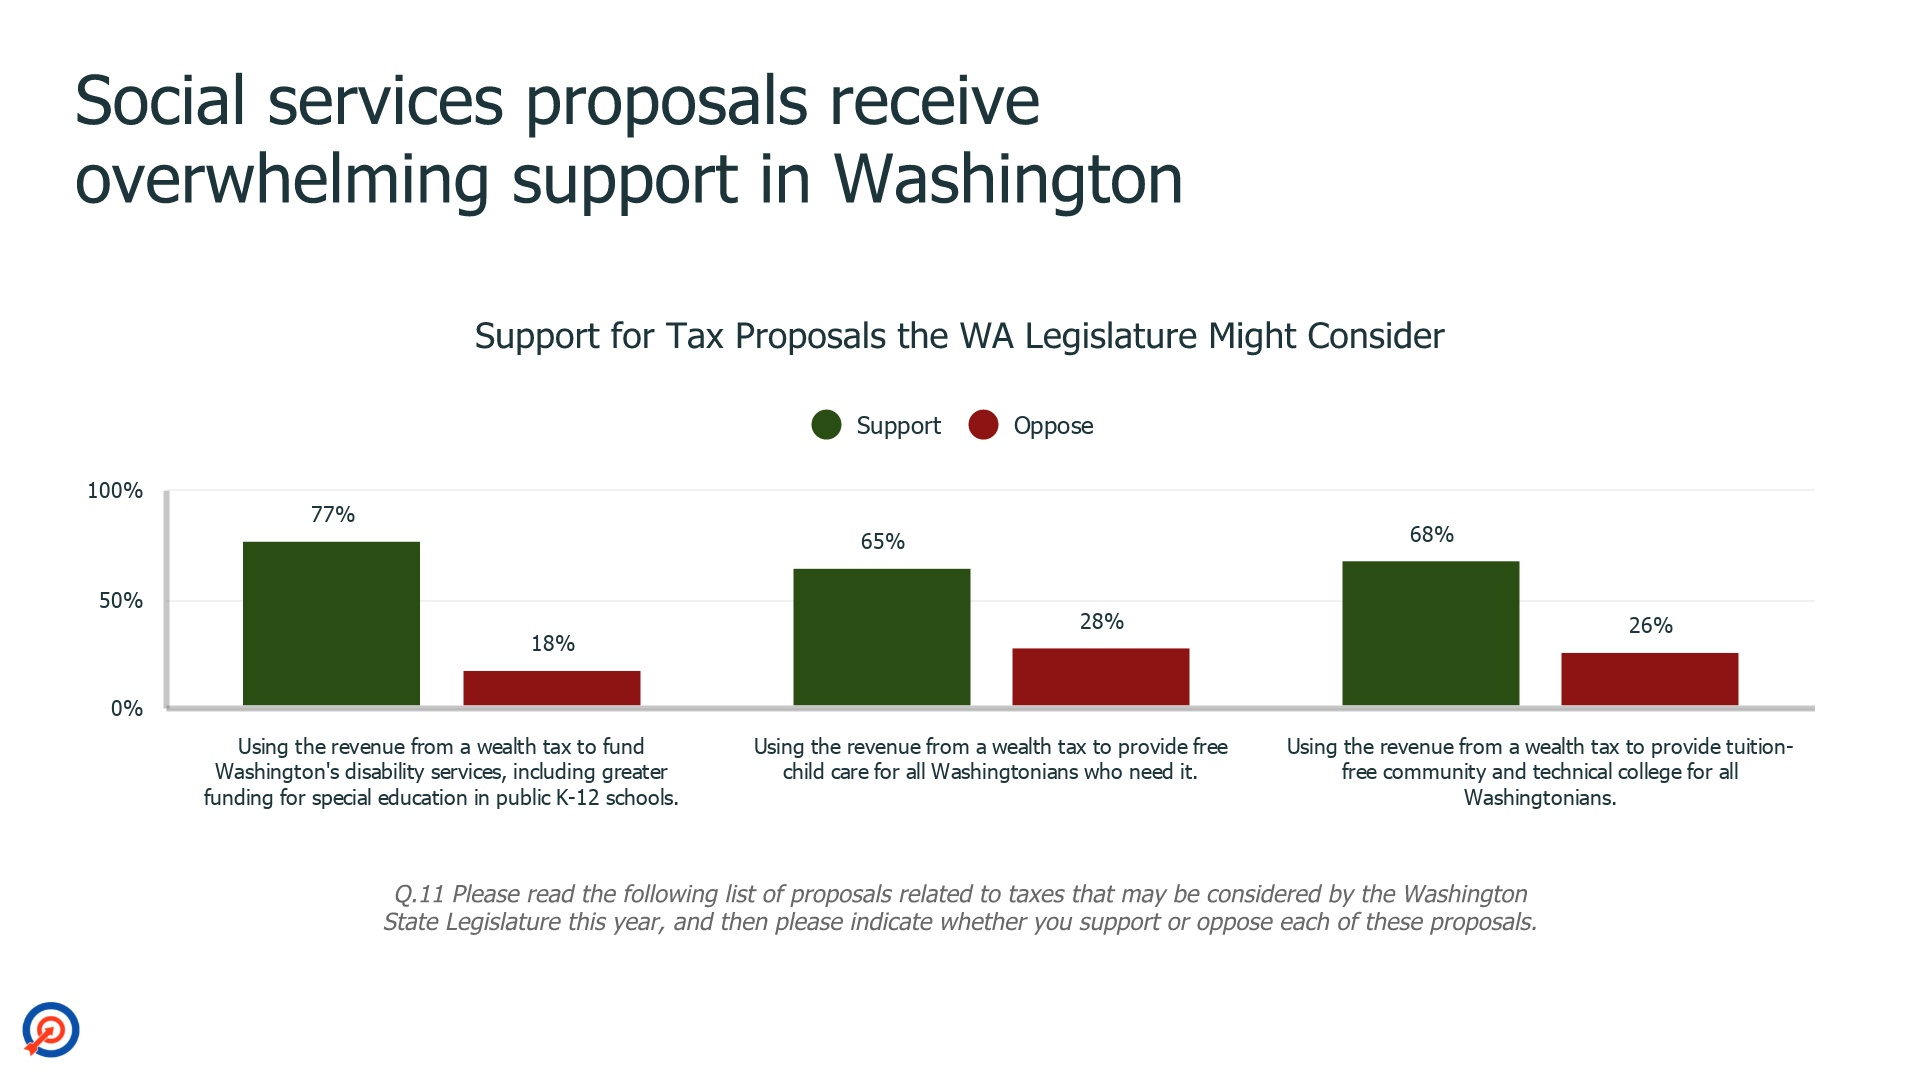 Social services proposals receive
overwhelming support in Washington
Support for Tax Proposals the WA Legislature Might Consider
Support
Oppose
100%
50%
0%
77%
18%
65%
28%
68%
26%
Using the revenue from a wealth tax to fund
Washington's disability services, including greater
funding for special education in public K-12 schools.
Using the revenue from a wealth tax to provide free
child care for all Washingtonians who need it.
Using the revenue from a wealth tax to provide tuition-
free community and technical college for all
Washingtonians.
Q.11 Please read the following list of proposals related to taxes that may be considered by the Washington
State Legislature this year, and then please indicate whether you support or oppose each of these proposals.